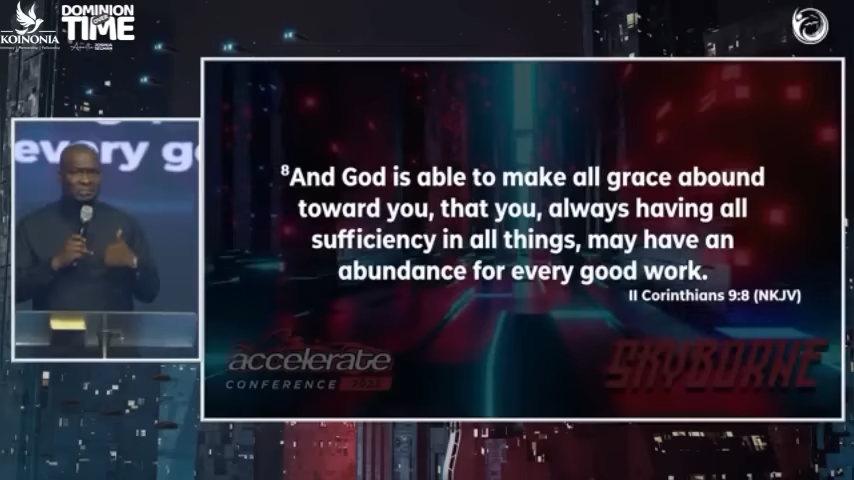 KOINONIA
DOMINION
OVER
TIME
every go
⁸And God is able to make all grace abound
toward you, that you, always having all
sufficiency in all things, may have an
abundance for every good work.
II Corinthians 9:8 (NKJV)
accelerate
CONFERENCE
SKYBORNE